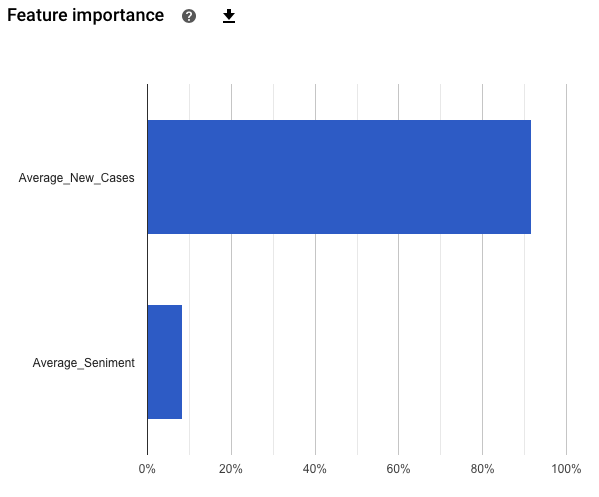 Feature importance ?
Average_New_Cases
Average_Seniment
0% 20% 40% 60% 80% 100%